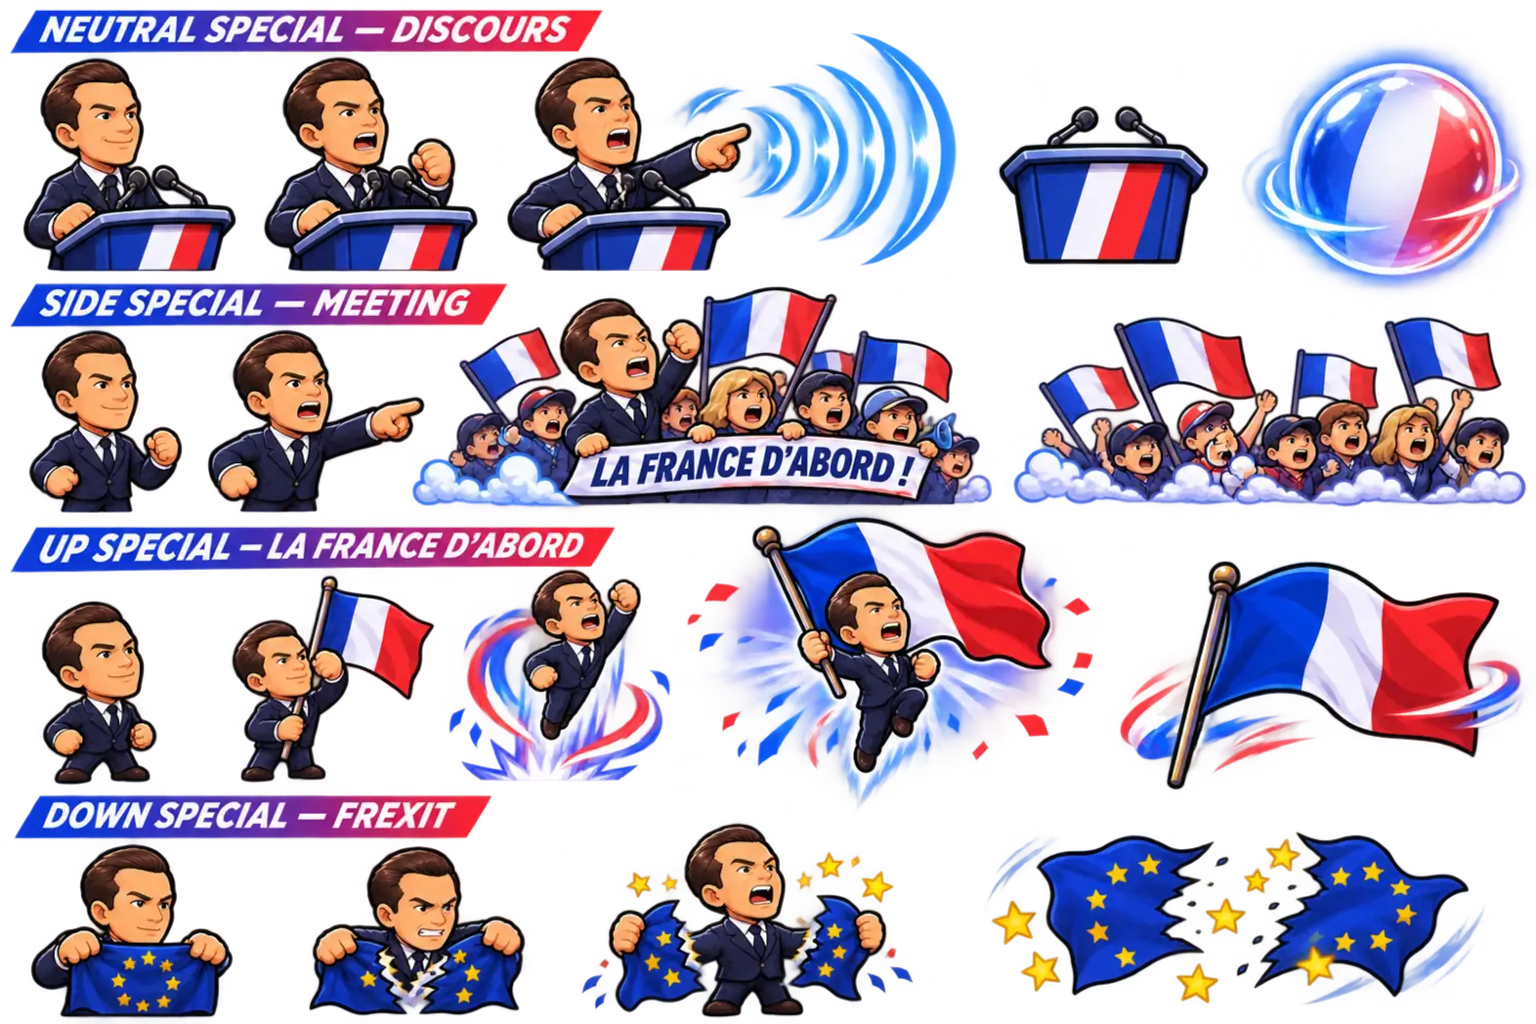 NEUTRAL SPECIAL — DISCOURS
SIDE SPECIAL — MEETING
LA FRANCE D'ABORD !
UP SPECIAL — LA FRANCE D'ABORD
DOWN SPECIAL — FREXIT